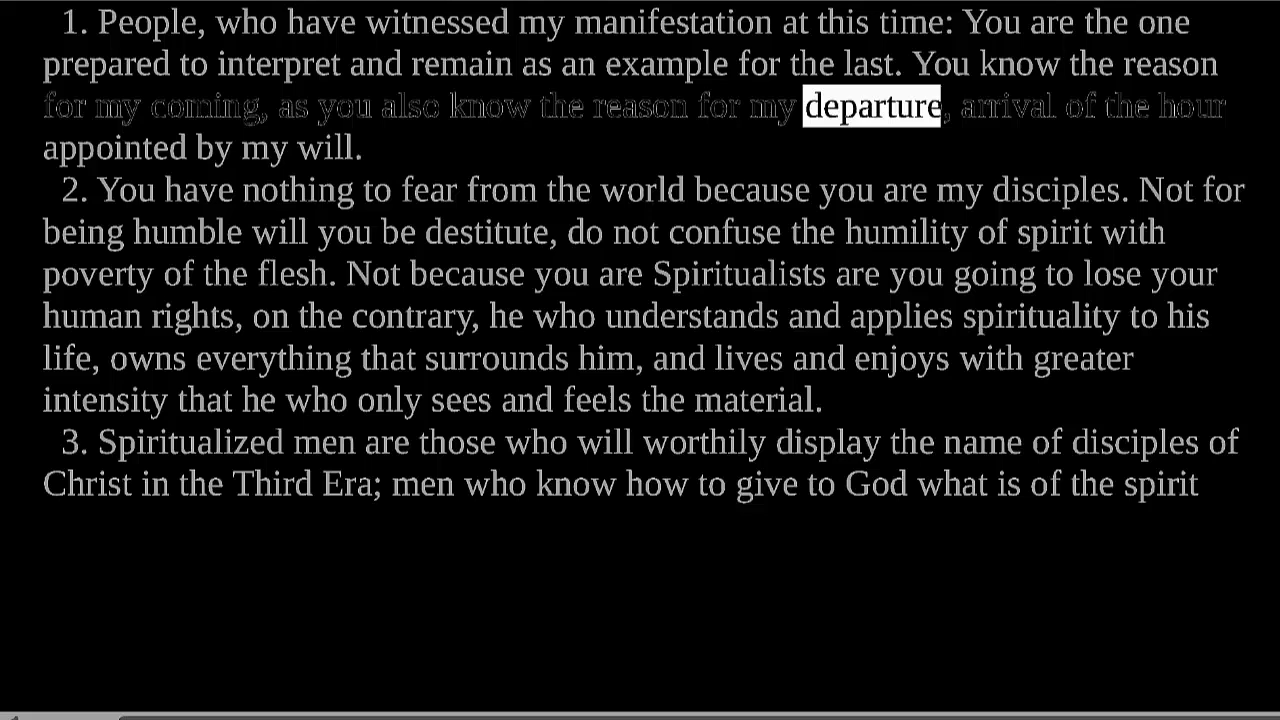 1. People, who have witnessed my manifestation at this time: You are the one
prepared to interpret and remain as an example for the last. You know the reason
for my coming, as you also know the reason for my departure, arrival of the hour
appointed by my will.
2. You have nothing to fear from the world because you are my disciples. Not for
being humble will you be destitute, do not confuse the humility of spirit with
poverty of the flesh. Not because you are Spiritualists are you going to lose your
human rights, on the contrary, he who understands and applies spirituality to his
life, owns everything that surrounds him, and lives and enjoys with greater
intensity that he who only sees and feels the material.
3. Spiritualized men are those who will worthily display the name of disciples of
Christ in the Third Era; men who know how to give to God what is of the spirit